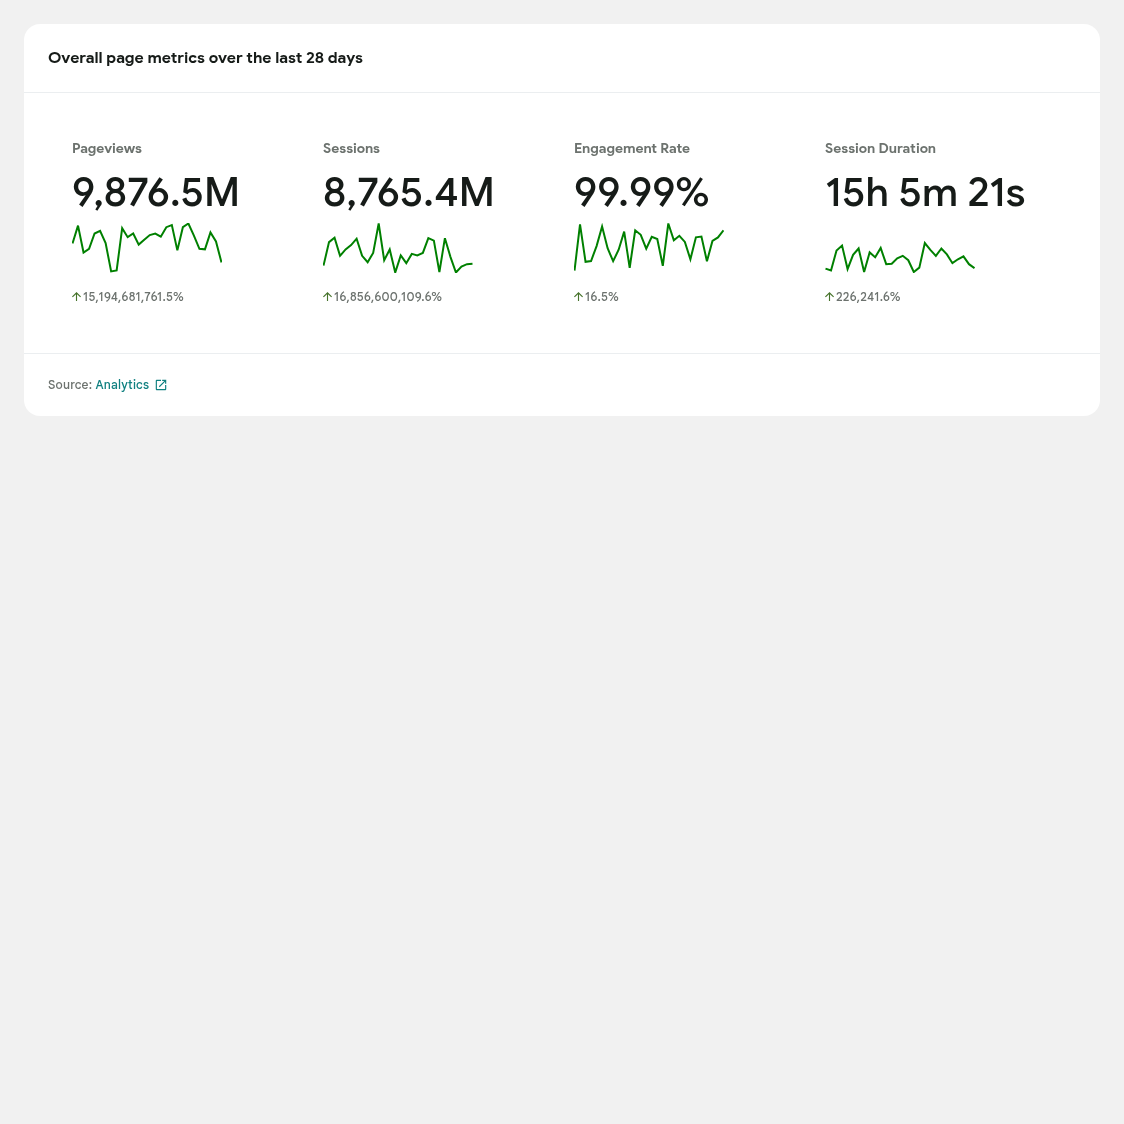 Overall page metrics over the last 28 days
Pageviews
9,876.5M
15,194,681,761.5%
Sessions
8,765.4M
16,856,600,109.6%
Engagement Rate
99.99%
16.5%
Session Duration
15h 5m 21s
226,241.6%
Source: Analytics